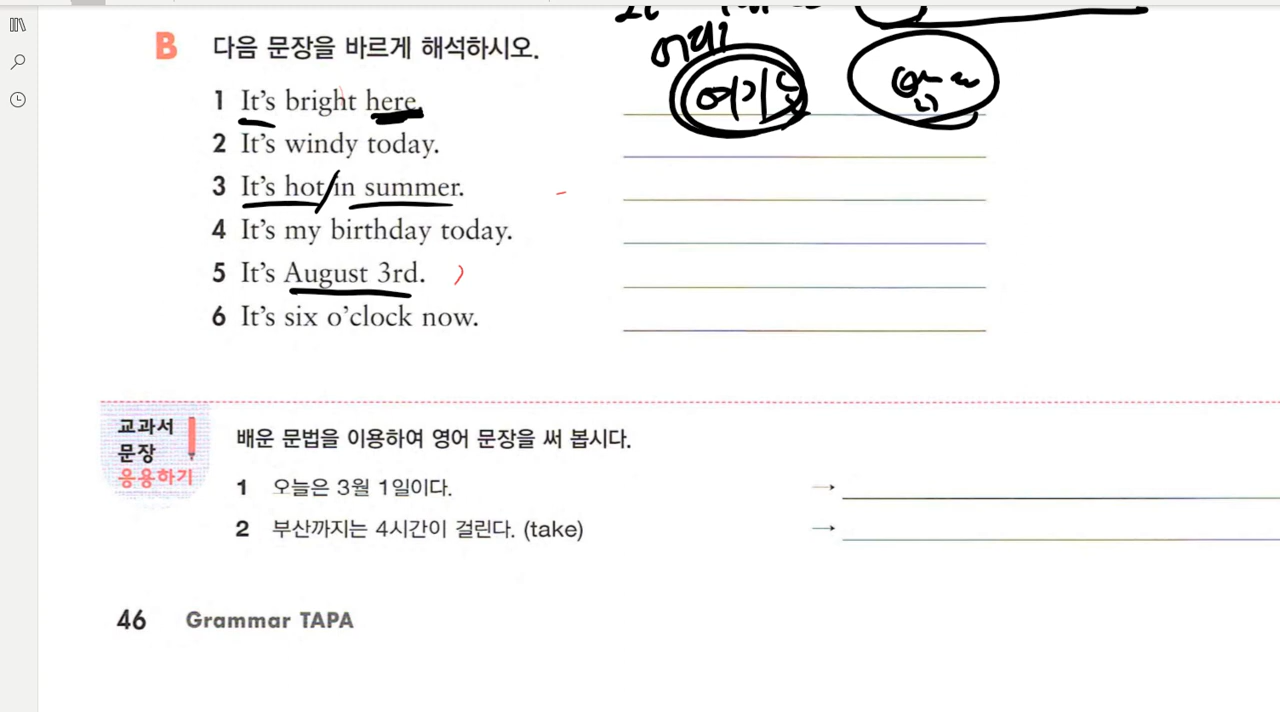 어디?
여기는
B 다음 문장을 바르게 해석하시오.
1 It's bright here.
2 It's windy today.
3 It's hot in summer.
4 It's my birthday today.
5 It's August 3rd.
6 It's six o'clock now.
교과서
문장
응용하기
배운 문법을 이용하여 영어 문장을 써 봅시다.
1 오늘은 3월 1일이다. →
2 부산까지는 4시간이 걸린다. (take) →
46 Grammar TAPA